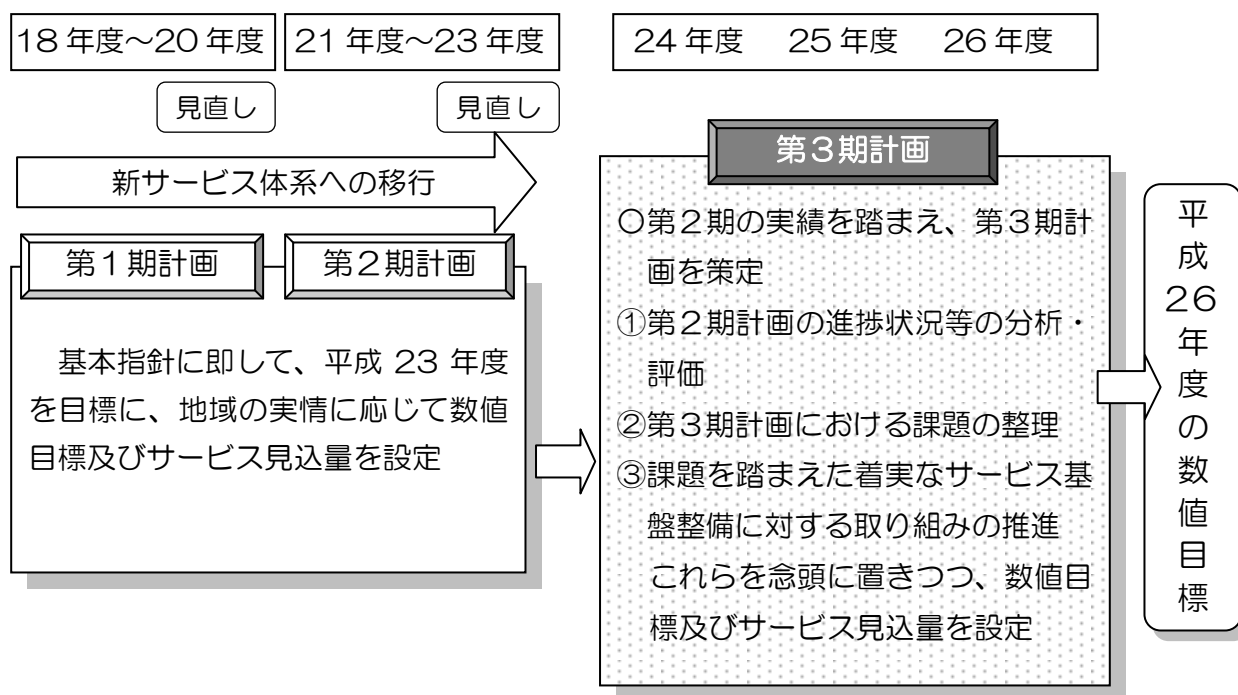 18年度～20年度
21年度～23年度
24年度 25年度 26年度
見直し
見直し
新サービス体系への移行
第1期計画
第2期計画
基本指針に即して、平成 23 年度
を目標に、地域の実情に応じて数値
目標及びサービス見込量を設定
第3期計画
○第2期の実績を踏まえ、第3期計
画を策定
①第2期計画の進捗状況等の分析・
評価
②第3期計画における課題の整理
③課題を踏まえた着実なサービス基
盤整備に対する取り組みの推進
これらを念頭に置きつつ、数値目
標及びサービス見込量を設定
平成26年度の数値目標